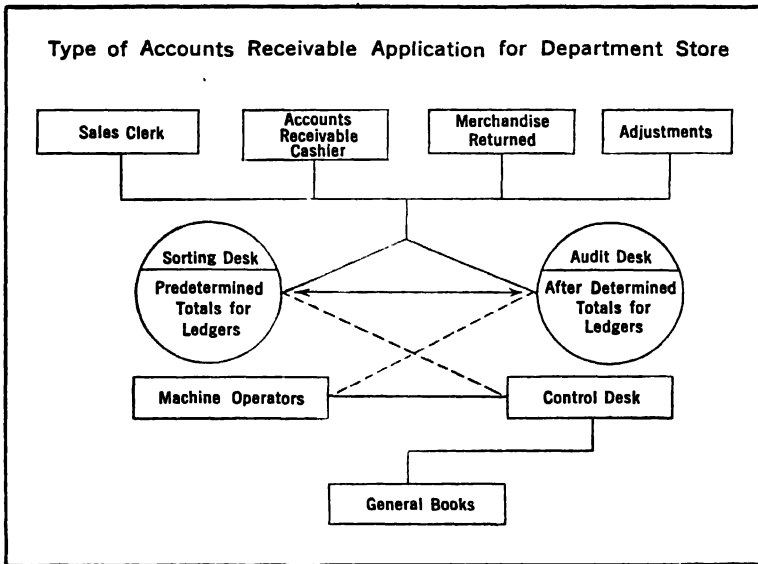 Type of Accounts Receivable Application for Department Store
Sales Clerk
Accounts
Receivable
Cashier
Merchandise
Returned
Adjustments
Sorting Desk
Predetermined
Totals for
Ledgers
Audit Desk
After Determined
Totals for
Ledgers
Machine Operators
Control Desk
General Books